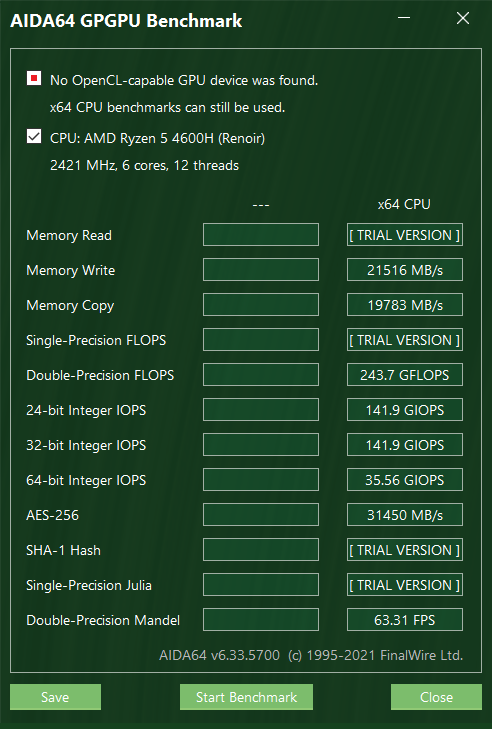 AIDA64 GPGPU Benchmark
No OpenCL-capable GPU device was found.
x64 CPU benchmarks can still be used.
CPU: AMD Ryzen 5 4600H (Renoir)
2421 MHz, 6 cores, 12 threads
--- x64 CPU
Memory Read [ TRIAL VERSION ]
Memory Write 21516 MB/s
Memory Copy 19783 MB/s
Single-Precision FLOPS [ TRIAL VERSION ]
Double-Precision FLOPS 243.7 GFLOPS
24-bit Integer IOPS 141.9 GIOPS
32-bit Integer IOPS 141.9 GIOPS
64-bit Integer IOPS 35.56 GIOPS
AES-256 31450 MB/s
SHA-1 Hash [ TRIAL VERSION ]
Single-Precision Julia [ TRIAL VERSION ]
Double-Precision Mandel 63.31 FPS
AIDA64 v6.33.5700 (c) 1995-2021 FinalWire Ltd.
Save Start Benchmark Close